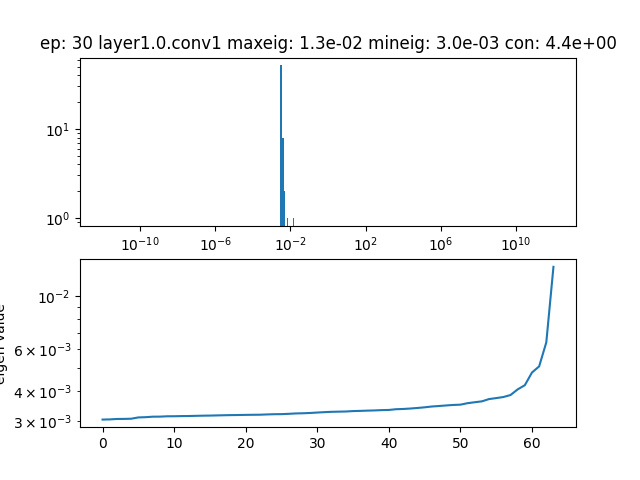 ep: 30 layer1.0.conv1 maxeig: 1.3e-02 mineig: 3.0e-03 con: 4.4e+00
10¹
10⁰
10⁻¹⁰ 10⁻⁶ 10⁻² 10² 10⁶ 10¹⁰
eigen value
10⁻²
6 × 10⁻³
4 × 10⁻³
3 × 10⁻³
0 10 20 30 40 50 60